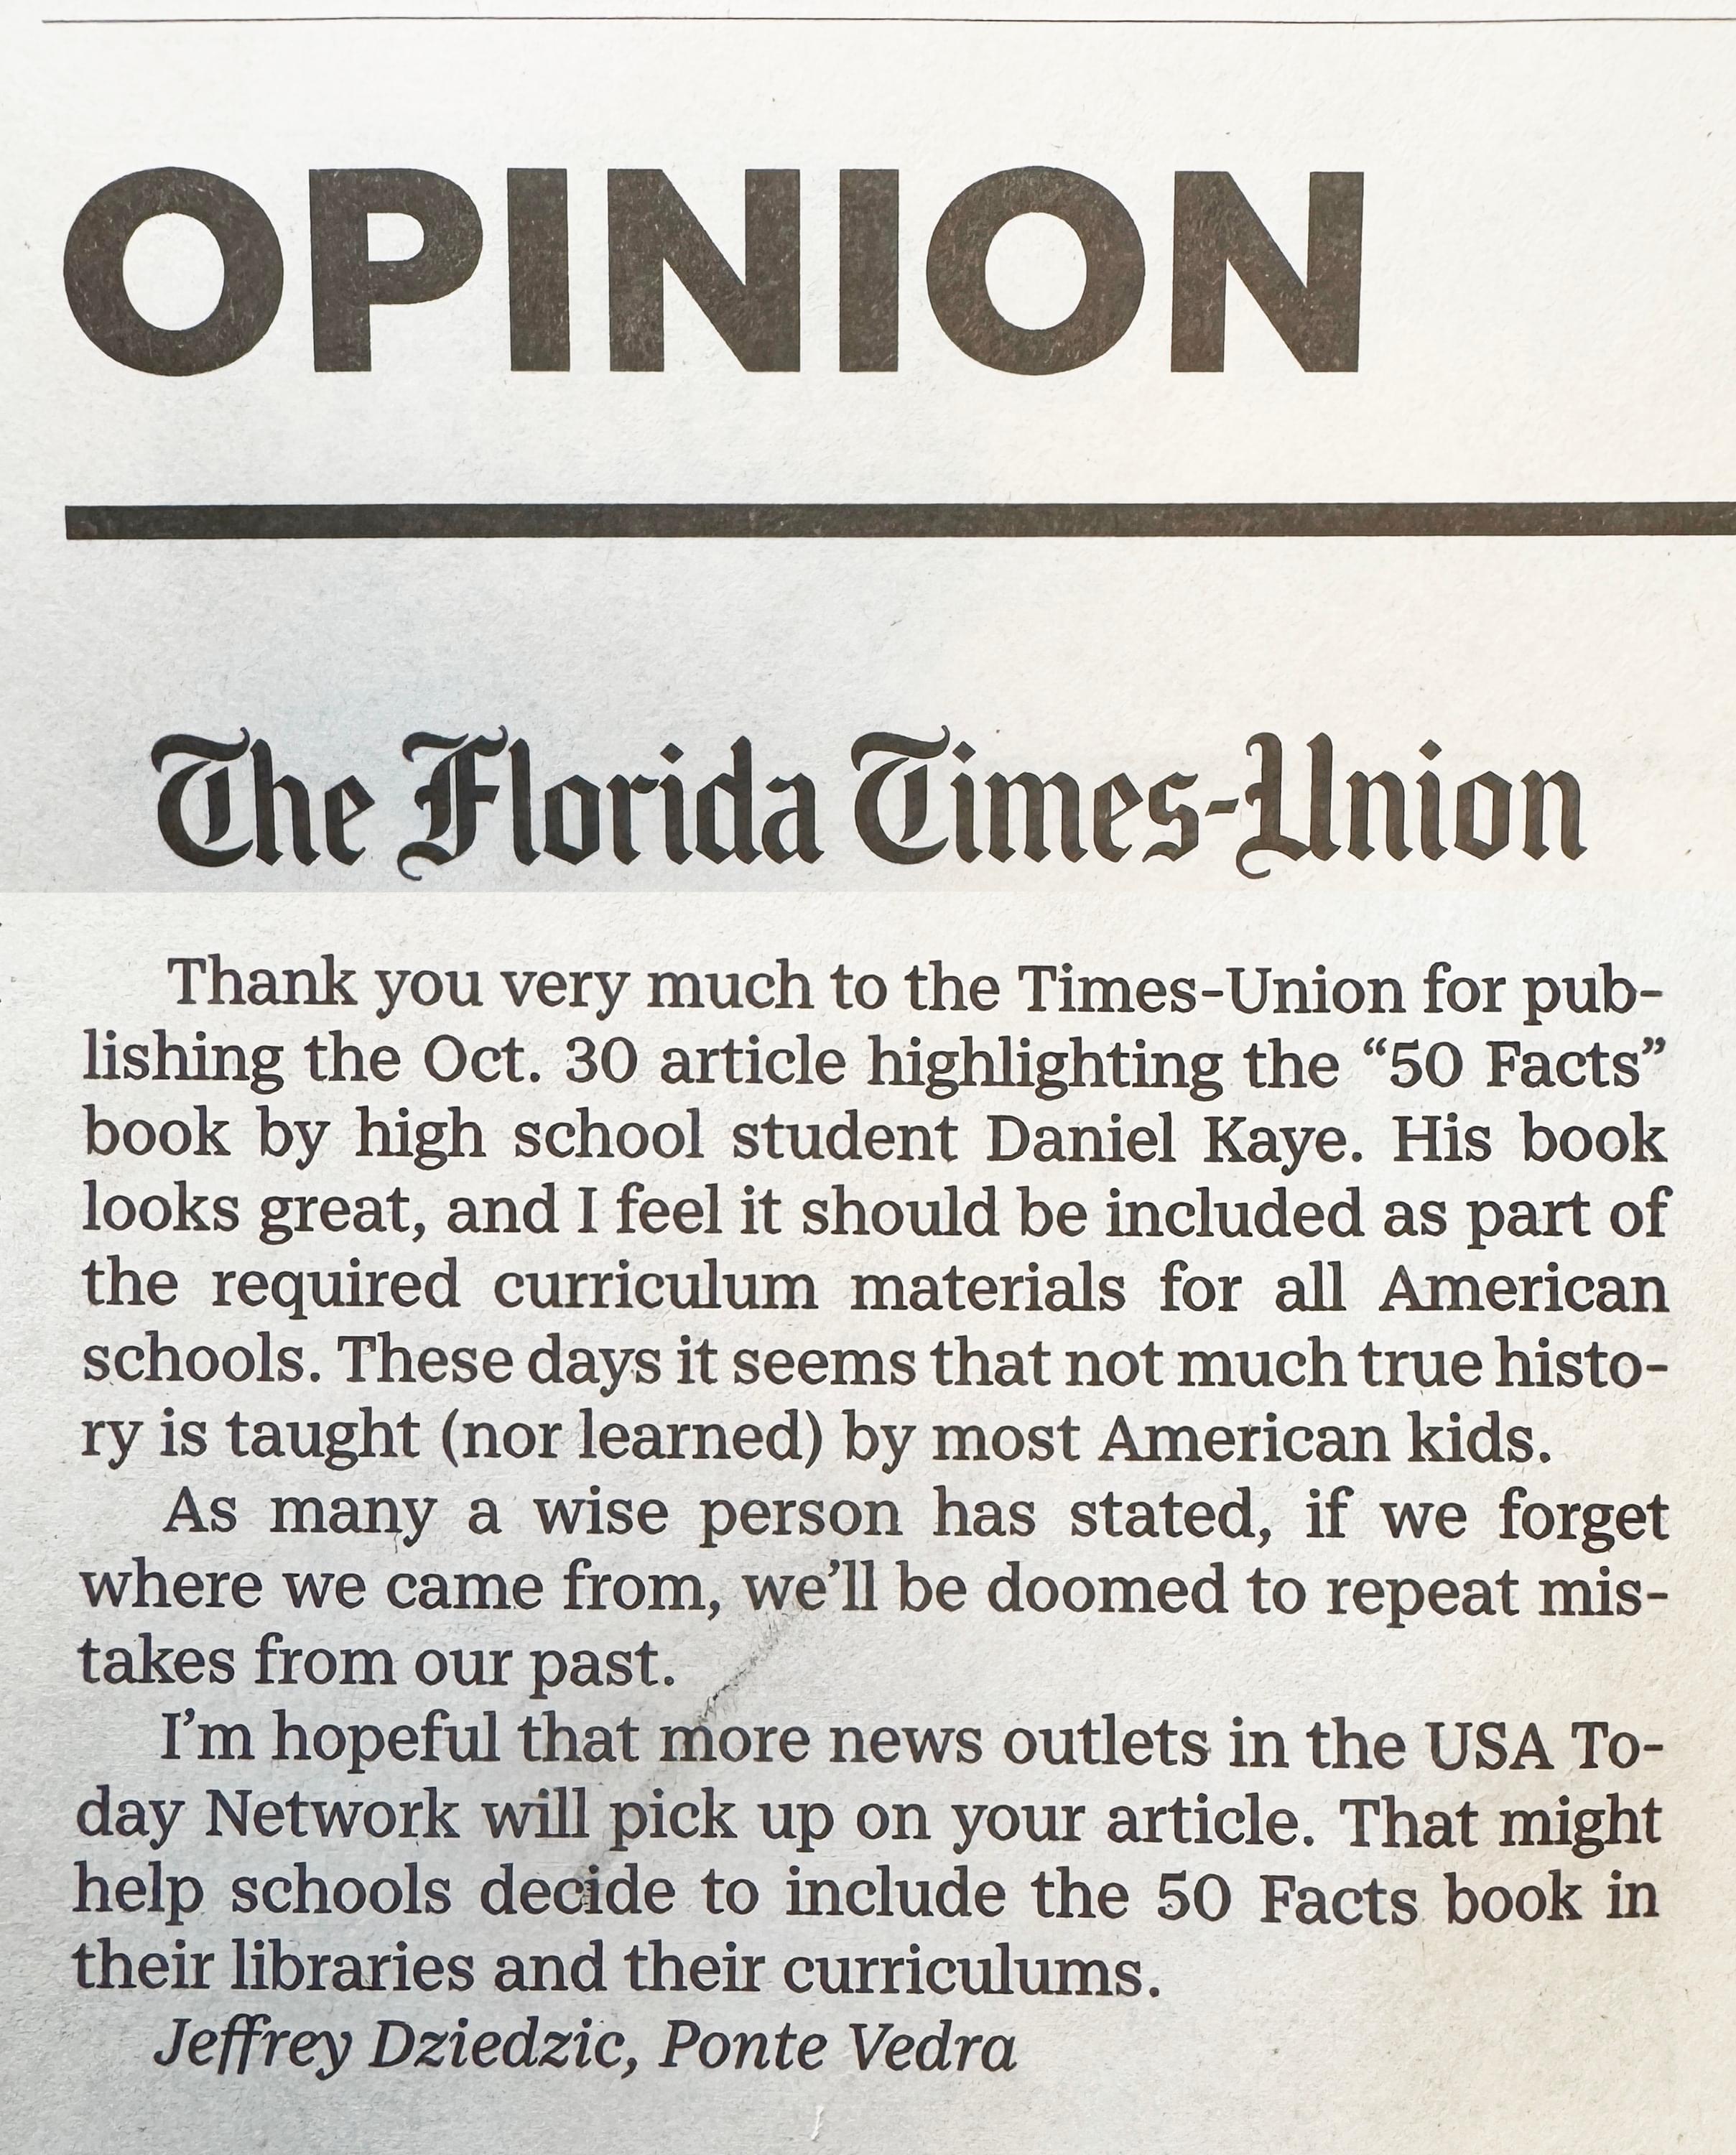 OPINION
The Florida Times-Union
Thank you very much to the Times-Union for pub-
lishing the Oct. 30 article highlighting the “50 Facts”
book by high school student Daniel Kaye. His book
looks great, and I feel it should be included as part of
the required curriculum materials for all American
schools. These days it seems that not much true histo-
ry is taught (nor learned) by most American kids.
As many a wise person has stated, if we forget
where we came from, we’ll be doomed to repeat mis-
takes from our past.
I’m hopeful that more news outlets in the USA To-
day Network will pick up on your article. That might
help schools decide to include the 50 Facts book in
their libraries and their curriculums.
Jeffrey Dziedzic, Ponte Vedra